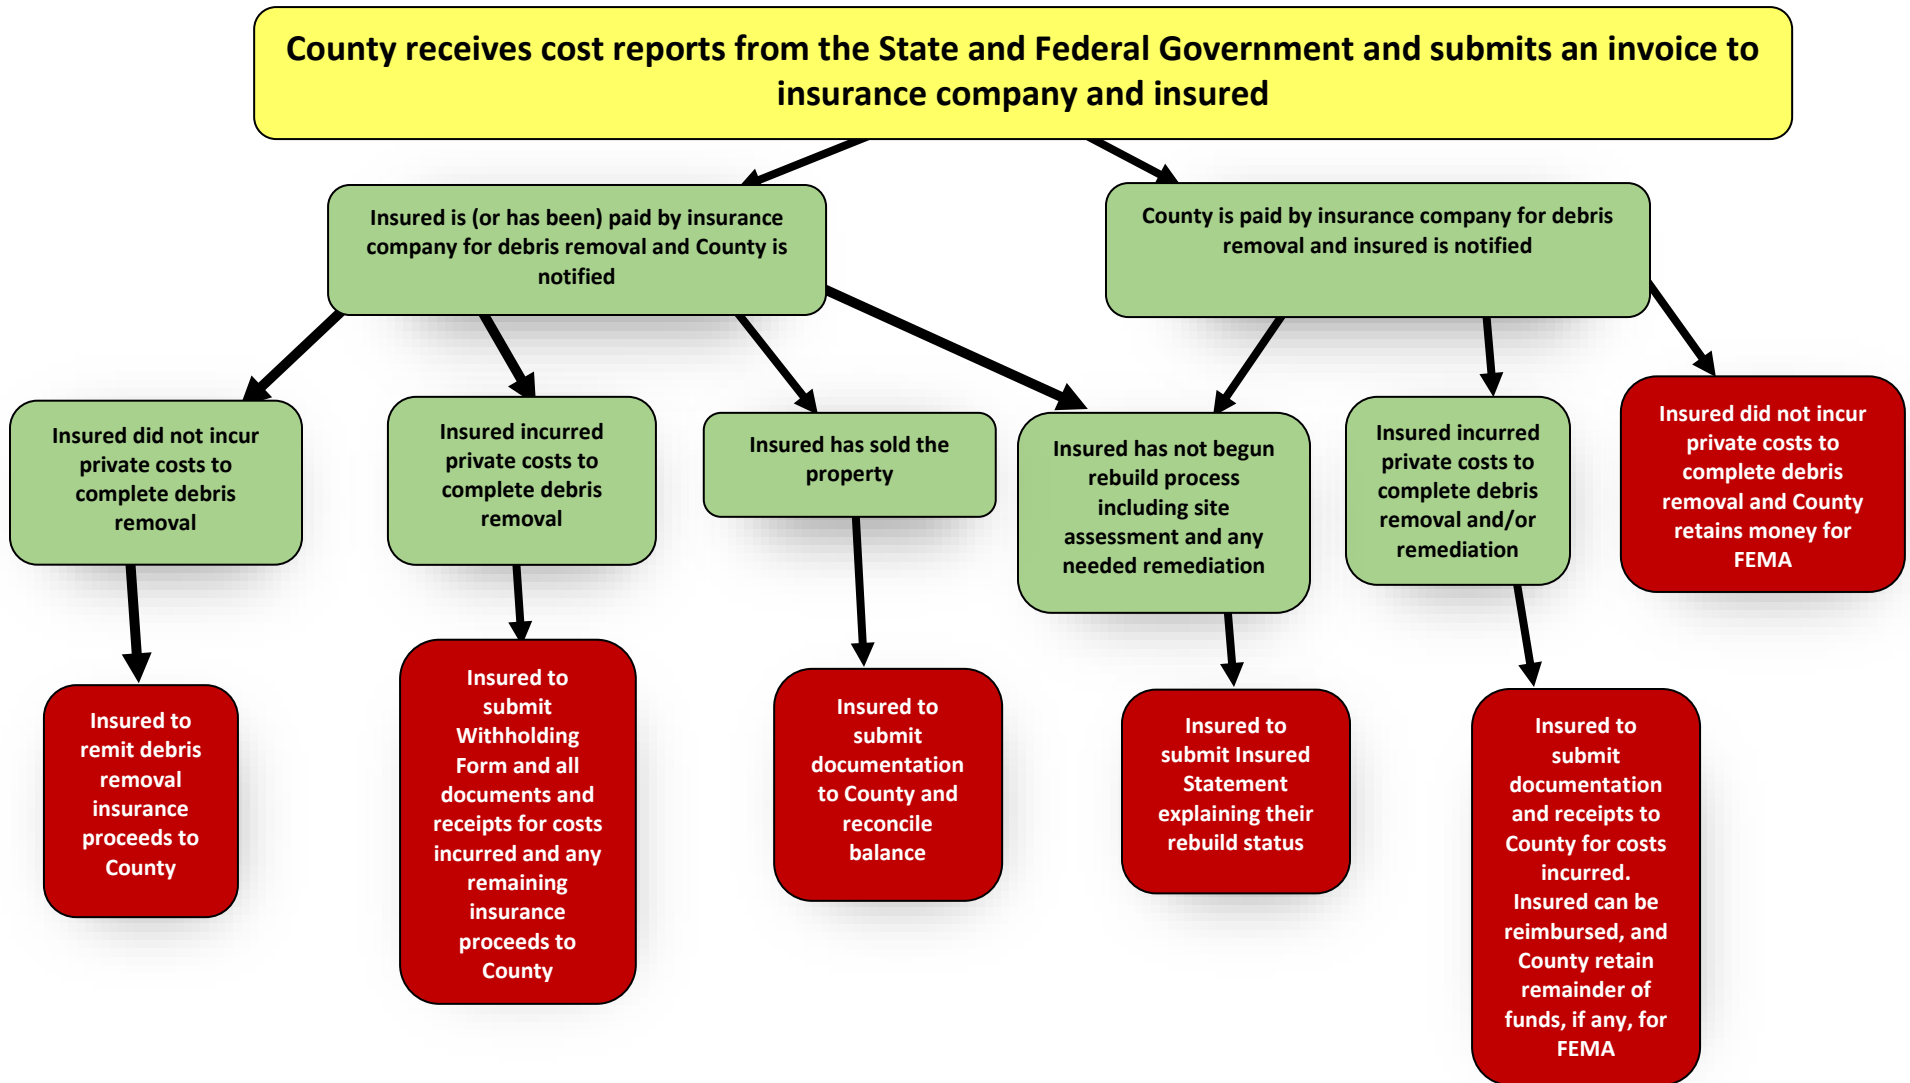 County receives cost reports from the State and Federal Government and submits an invoice to
insurance company and insured
Insured is (or has been) paid by insurance
company for debris removal and County is
notified
County is paid by insurance company for debris
removal and insured is notified
Insured did not incur
private costs to
complete debris
removal
Insured incurred
private costs to
complete debris
removal
Insured has sold the
property
Insured has not begun
rebuild process
including site
assessment and any
needed remediation
Insured incurred
private costs to
complete debris
removal and/or
remediation
Insured did not incur
private costs to
complete debris
removal and County
retains money for
FEMA
Insured to
remit debris
removal
insurance
proceeds to
County
Insured to
submit
Withholding
Form and all
documents and
receipts for costs
incurred and any
remaining
insurance
proceeds to
County
Insured to
submit
documentation
to County and
reconcile
balance
Insured to
submit Insured
Statement
explaining their
rebuild status
Insured to
submit
documentation
and receipts to
County for costs
incurred.
Insured can be
reimbursed, and
County retain
remainder of
funds, if any, for
FEMA